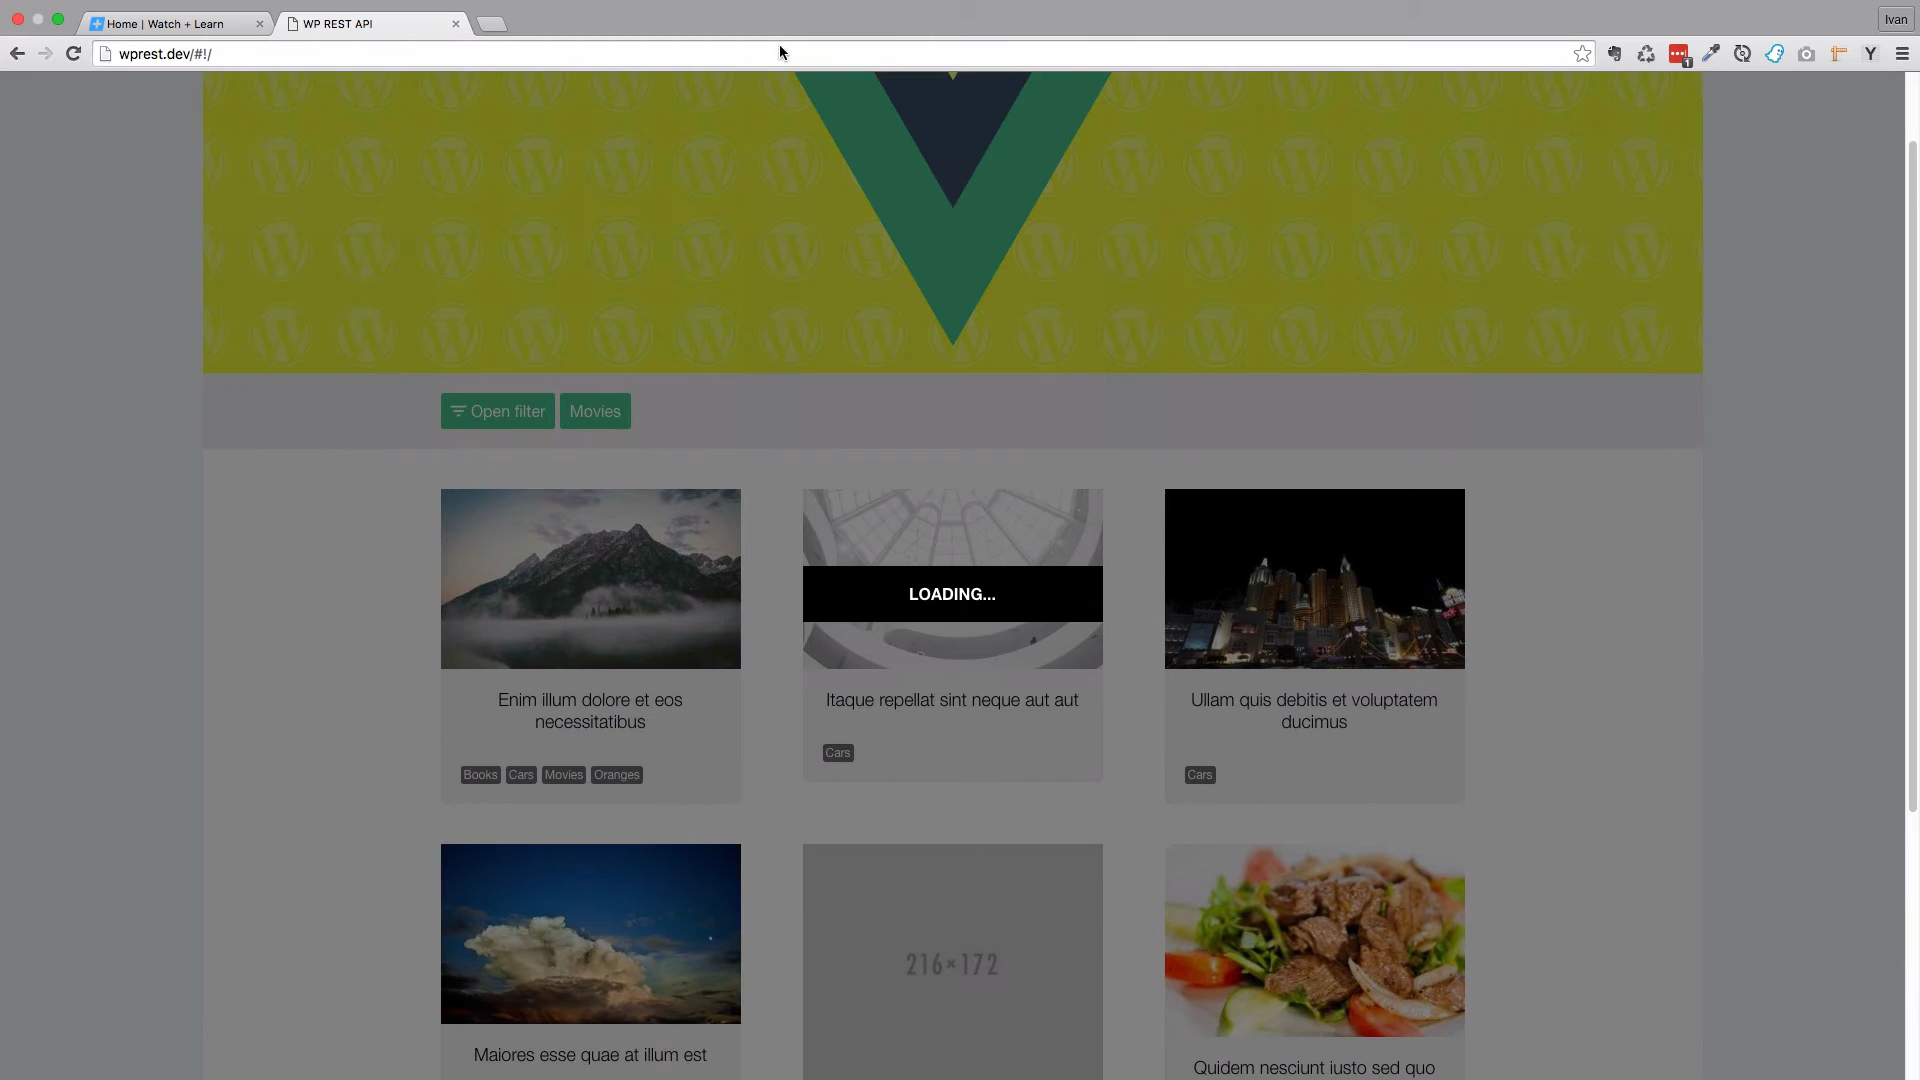 Home | Watch + Learn
WP REST API
Ivan
wprest.dev/#!/
1
Y
Open filter
Movies
LOADING...
Enim illum dolore et eos
necessitatibus
Books Cars Movies Oranges
Itaque repellat sint neque aut aut
Cars
Ullam quis debitis et voluptatem
ducimus
Cars
216×172
Maiores esse quae at illum est
Quidem nesciunt iusto sed quo